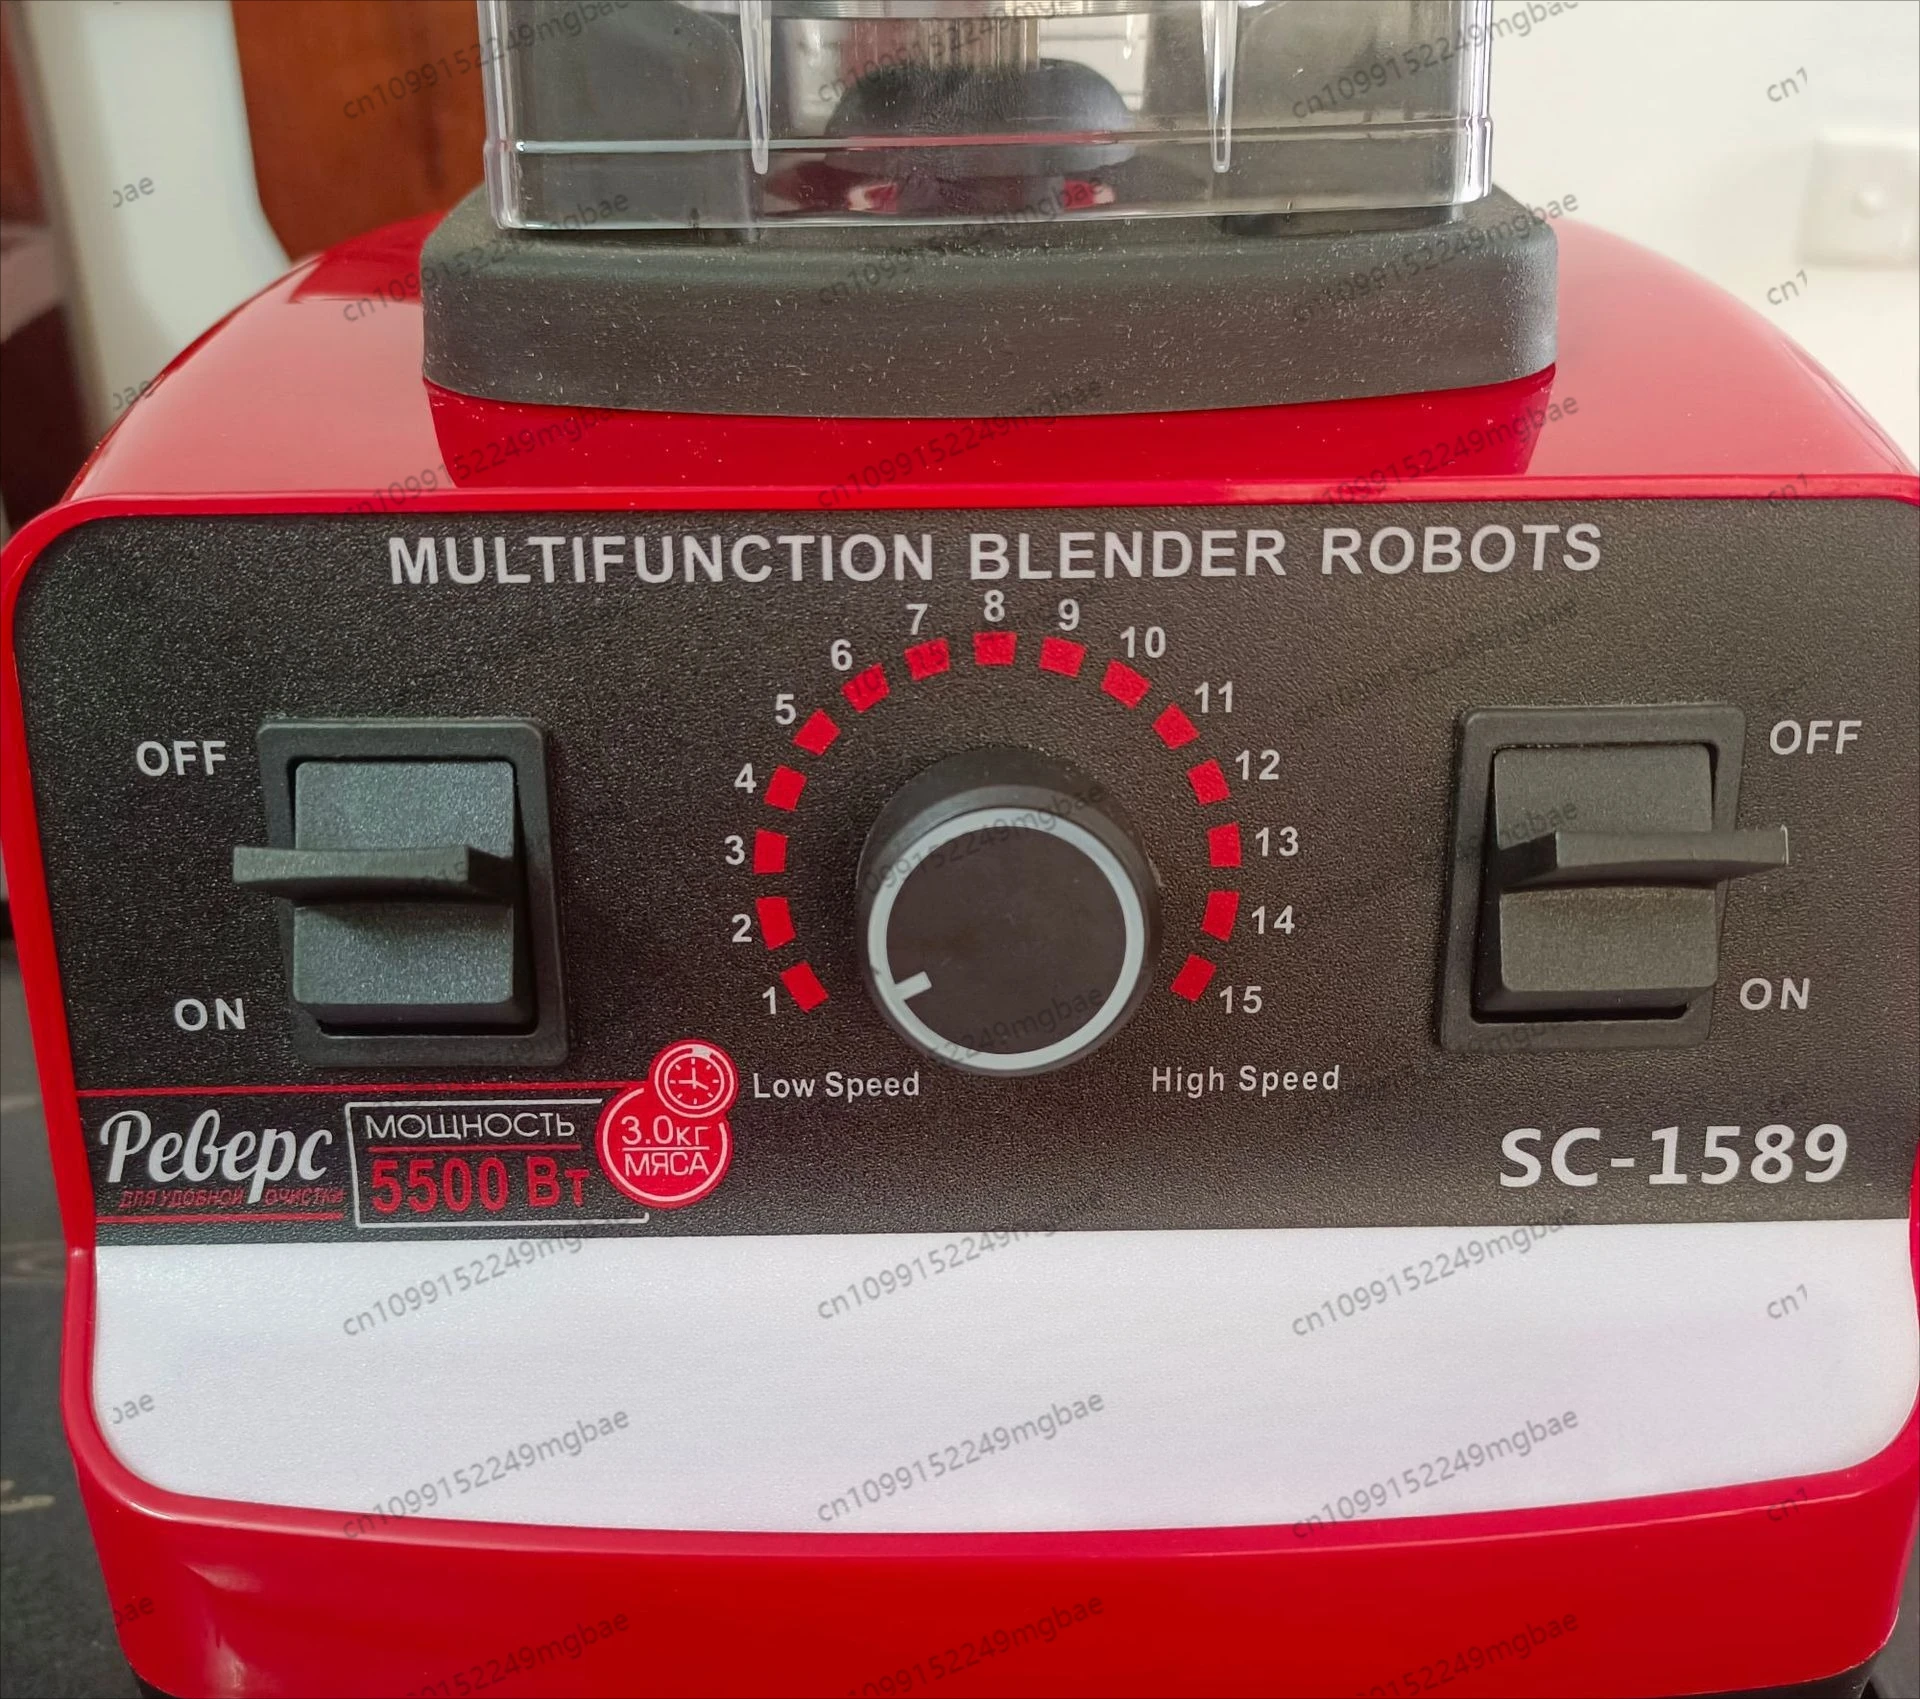 MULTIFUNCTION BLENDER ROBOTS
8
7 9
6 10
5 11
4 12
3 13
2 14
1 15
OFF
ON
OFF
ON
Low Speed
High Speed
Реверс
ДЛЯ УДОБНОЙ ОЧИСТКИ
МОЩНОСТЬ
5500 Вт
3.0кг
МЯСА
SC-1589
cn1099152249mgbae